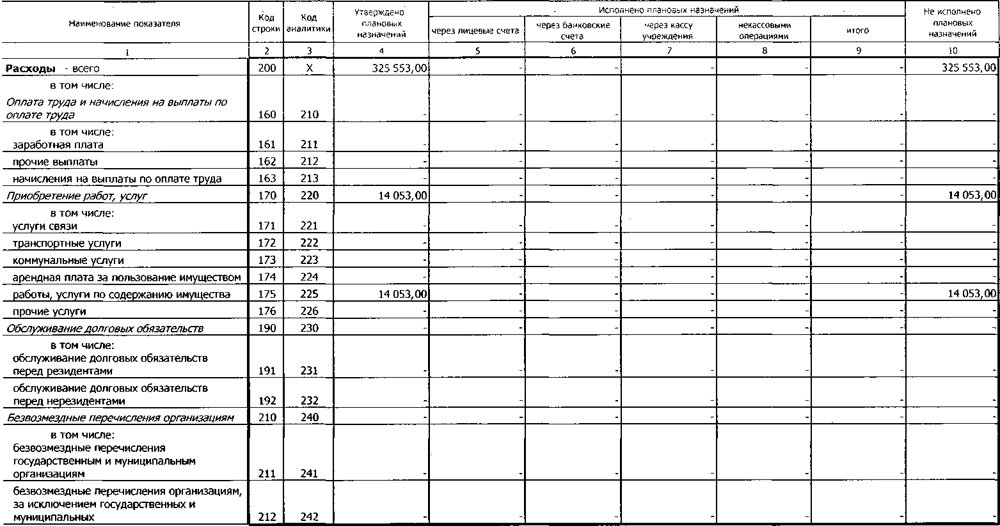 Наименование показателя Код строки Код аналитики Утверждено плановых назначений Исполнено плановых назначений Не исполнено плановых назначений
через лицевые счета через банковские счета через кассу учреждения некассовыми операциями итого
1 2 3 4 5 6 7 8 9 10
Расходы - всего 200 X 325 553,00 - - - - - 325 553,00
в том числе:
Оплата труда и начисления на выплаты по
оплате труда 160 210 - - - - - - -
в том числе:
заработная плата 161 211 - - - - - - -
прочие выплаты 162 212 - - - - - - -
начисления на выплаты по оплате труда 163 213 - - - - - - -
Приобретение работ, услуг 170 220 14 053,00 - - - - - 14 053,00
в том числе:
услуги связи 171 221 - - - - - - -
транспортные услуги 172 222 - - - - - - -
коммунальные услуги 173 223 - - - - - - -
арендная плата за пользование имуществом 174 224 - - - - - - -
работы, услуги по содержанию имущества 175 225 14 053,00 - - - - - 14 053,00
прочие услуги 176 226 - - - - - - -
Обслуживание долговых обязательств 190 230 - - - - - - -
в том числе:
обслуживание долговых обязательств
перед резидентами 191 231 - - - - - - -
обслуживание долговых обязательств
перед нерезидентами 192 232 - - - - - - -
Безвозмездные перечисления организациям 210 240 - - - - - - -
в том числе:
безвозмездные перечисления
государственным и муниципальным
организациям 211 241 - - - - - - -
безвозмездные перечисления организациям,
за исключением государственных и
муниципальных 212 242 - - - - - - -